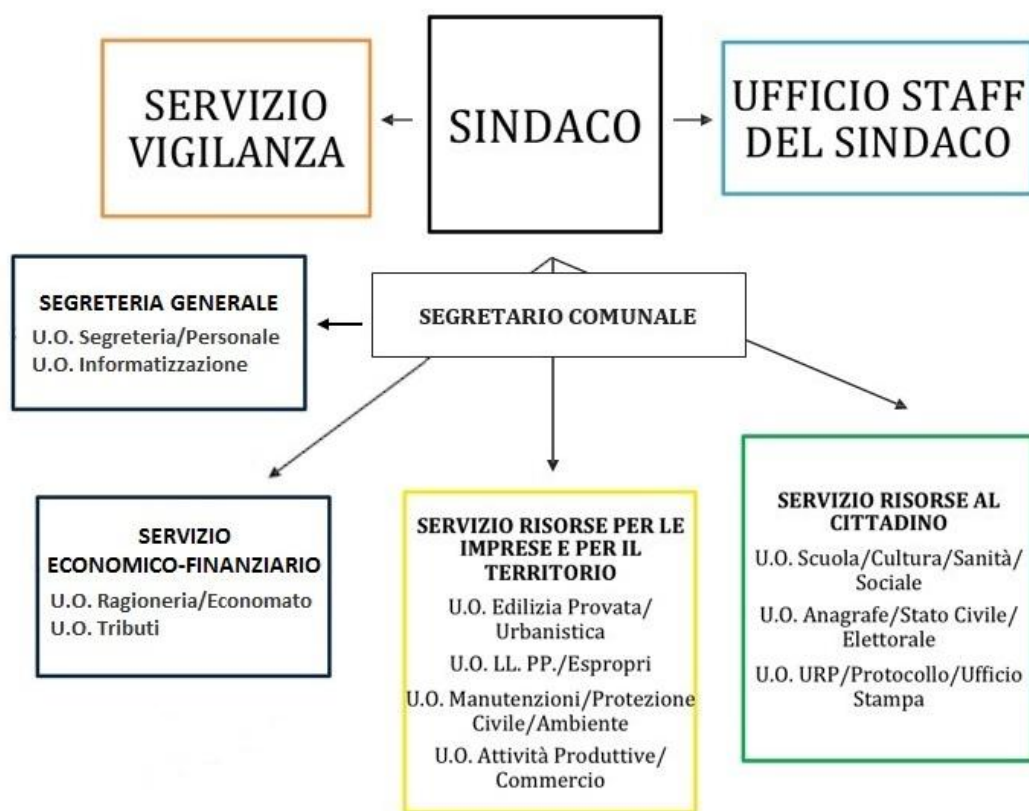 SERVIZIO
VIGILANZA
SINDACO
UFFICIO STAFF
DEL SINDACO
SEGRETERIA GENERALE
U.O. Segreteria/Personale
U.O. Informatizzazione
SEGRETARIO COMUNALE
SERVIZIO
ECONOMICO-FINANZIARIO
U.O. Ragioneria/Economato
U.O. Tributi
SERVIZIO RISORSE PER LE
IMPRESE E PER IL
TERRITORIO
U.O. Edilizia Provata/
Urbanistica
U.O. LL. PP./Espropri
U.O. Manutenzioni/Protezione
Civile/Ambiente
U.O. Attività Produttive/
Commercio
SERVIZIO RISORSE AL
CITTADINO
U.O. Scuola/Cultura/Sanità/
Sociale
U.O. Anagrafe/Stato Civile/
Elettorale
U.O. URP/Protocollo/Ufficio
Stampa